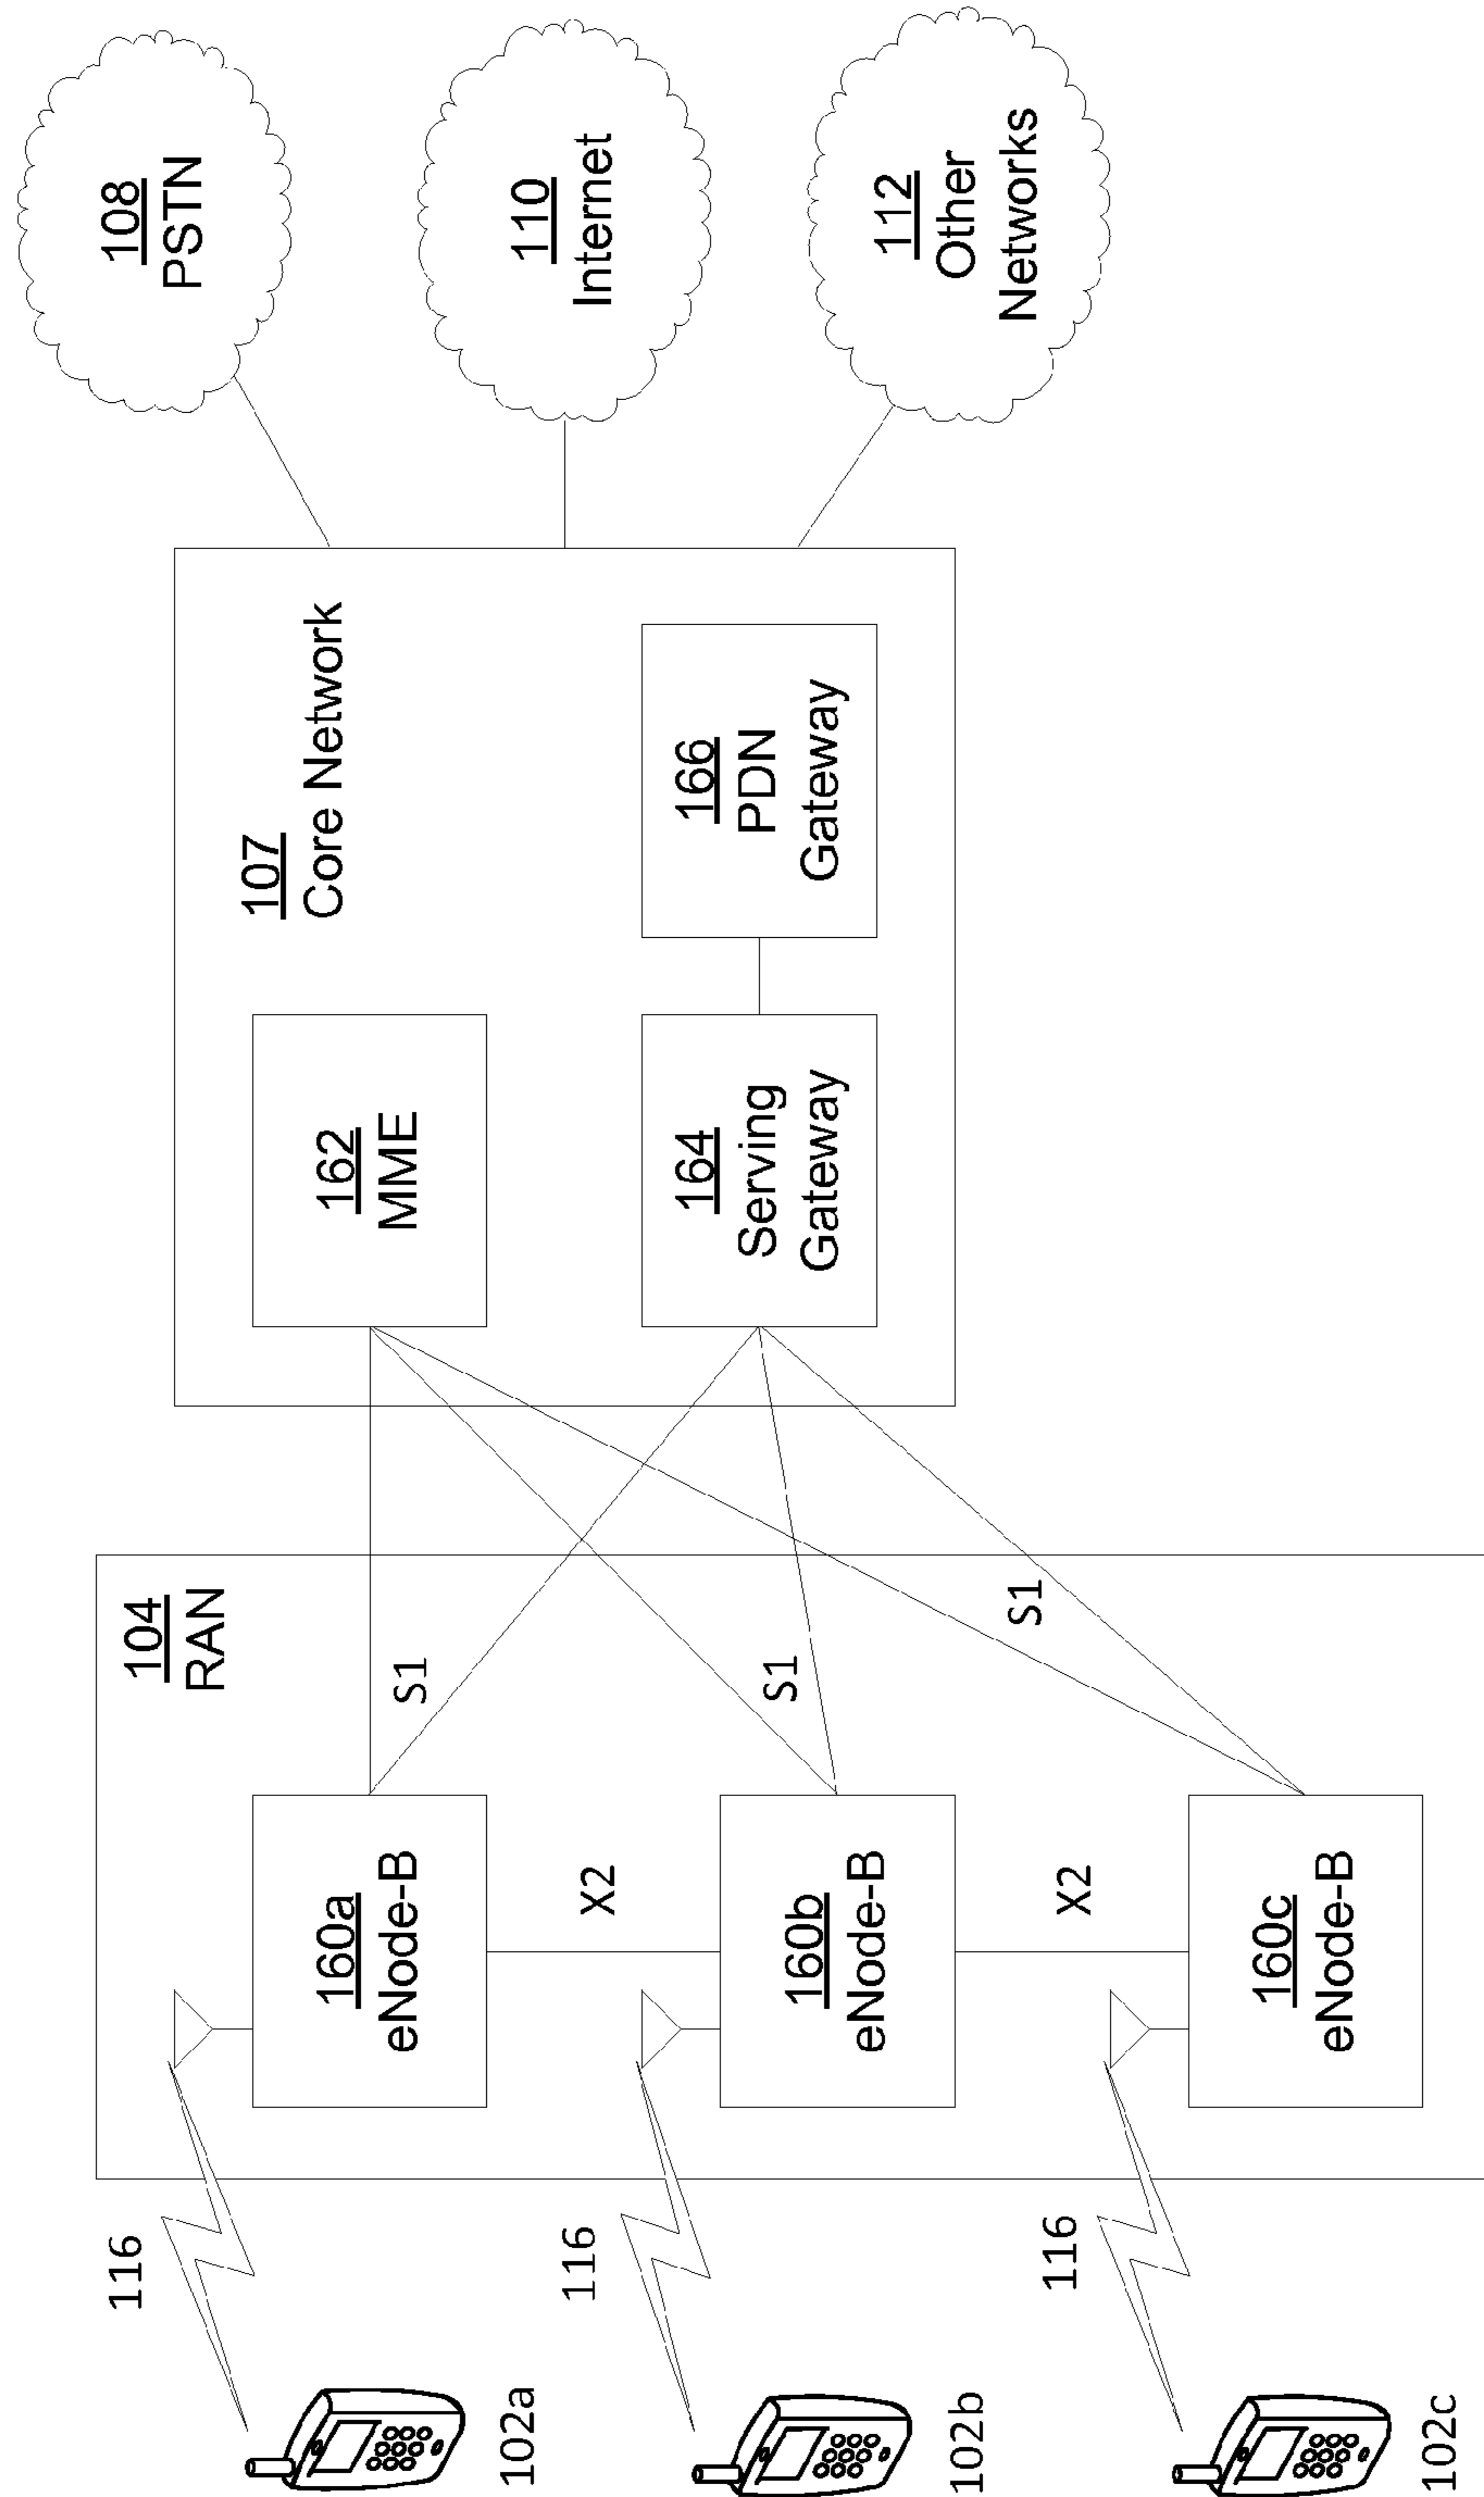 102a
102b
102c
116
116
116
104
RAN
160a
eNode-B
X2
160b
eNode-B
X2
160c
eNode-B
S1
S1
S1
107
Core Network
162
MME
164
Serving
Gateway
166
PDN
Gateway
108
PSTN
110
Internet
112
Other
Networks